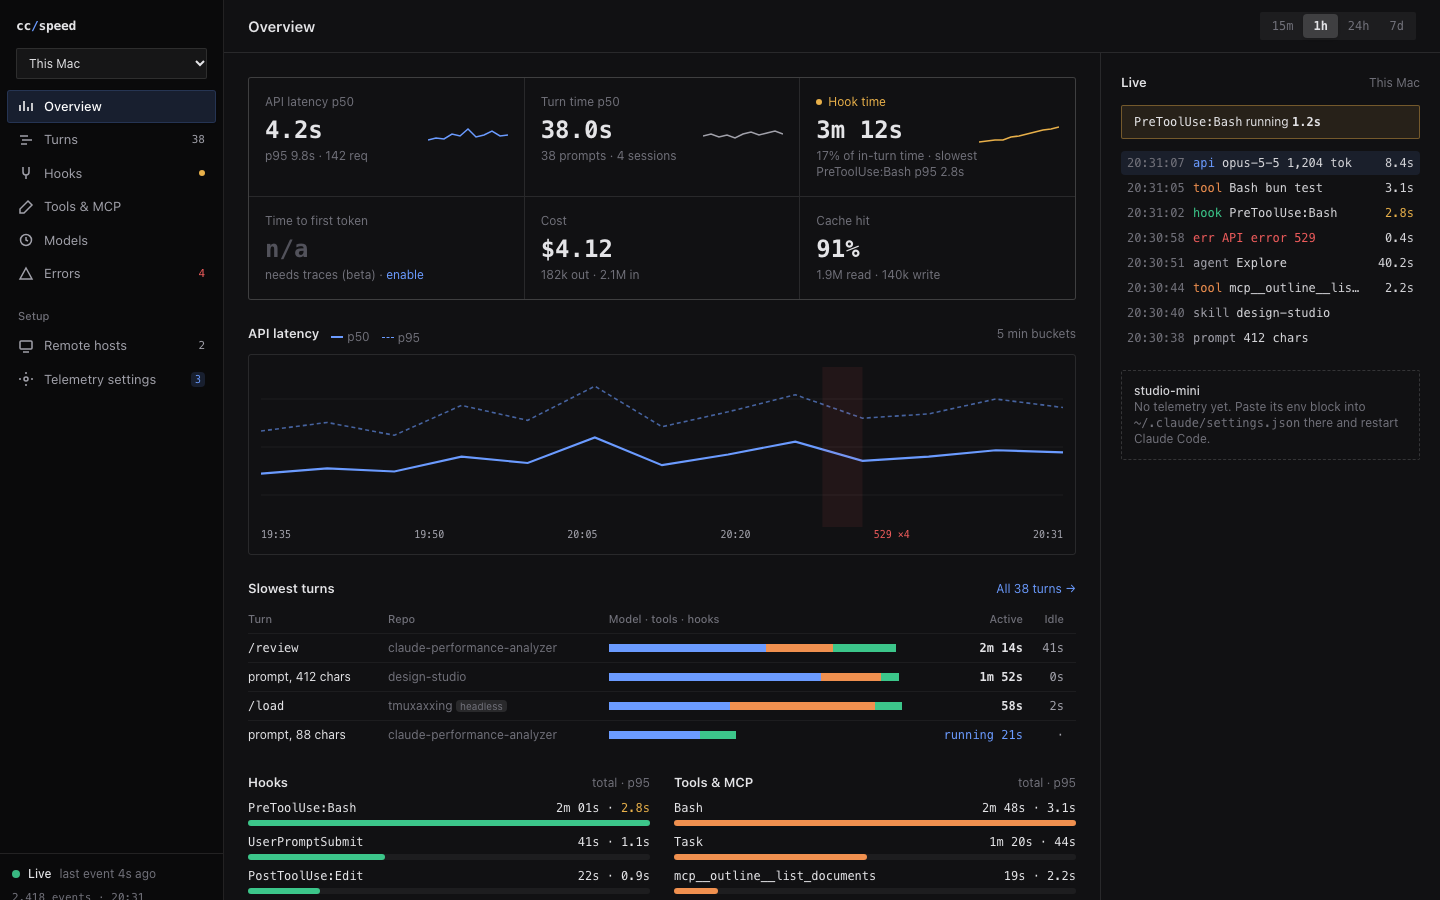 cc/speed
This Mac
Overview
Turns 38
Hooks
Tools & MCP
Models
Errors 4
Setup
Remote hosts 2
Telemetry settings 3
Live last event 4s ago
2,418 events · 20:31
Overview
15m 1h 24h 7d
API latency p50
4.2s
p95 9.8s · 142 req
Turn time p50
38.0s
38 prompts · 4 sessions
Hook time
3m 12s
17% of in-turn time · slowest
PreToolUse:Bash p95 2.8s
Time to first token
n/a
needs traces (beta) · enable
Cost
$4.12
182k out · 2.1M in
Cache hit
91%
1.9M read · 140k write
API latency p50 p95 5 min buckets
19:35 19:50 20:05 20:20 529 ×4 20:31
Slowest turns All 38 turns →
Turn Repo Model · tools · hooks Active Idle
/review claude-performance-analyzer 2m 14s 41s
prompt, 412 chars design-studio 1m 52s 0s
/load tmuxaxxing headless 58s 2s
prompt, 88 chars claude-performance-analyzer running 21s ·
Hooks total · p95
PreToolUse:Bash 2m 01s · 2.8s
UserPromptSubmit 41s · 1.1s
PostToolUse:Edit 22s · 0.9s
Tools & MCP total · p95
Bash 2m 48s · 3.1s
Task 1m 20s · 44s
mcp__outline__list_documents 19s · 2.2s
Live This Mac
PreToolUse:Bash running 1.2s
20:31:07 api opus-5-5 1,204 tok 8.4s
20:31:05 tool Bash bun test 3.1s
20:31:02 hook PreToolUse:Bash 2.8s
20:30:58 err API error 529 0.4s
20:30:51 agent Explore 40.2s
20:30:44 tool mcp__outline__lis… 2.2s
20:30:40 skill design-studio
20:30:38 prompt 412 chars
studio-mini
No telemetry yet. Paste its env block into
~/.claude/settings.json there and restart
Claude Code.